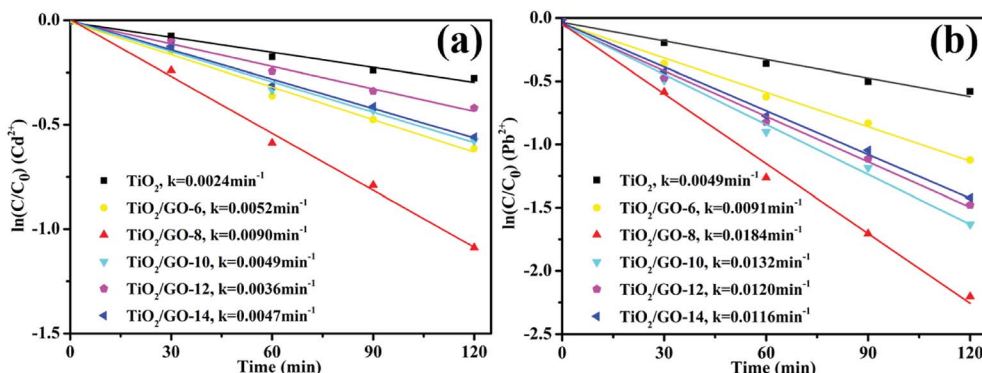 (a)
ln(C/C₀) (Cd²⁺)
0.0
-0.5
-1.0
-1.5
TiO₂, k=0.0024min⁻¹
TiO₂/GO-6, k=0.0052min⁻¹
TiO₂/GO-8, k=0.0090min⁻¹
TiO₂/GO-10, k=0.0049min⁻¹
TiO₂/GO-12, k=0.0036min⁻¹
TiO₂/GO-14, k=0.0047min⁻¹
0 30 60 90 120
Time (min)
(b)
ln(C/C₀) (Pb²⁺)
0.0
-0.5
-1.0
-1.5
-2.0
-2.5
TiO₂, k=0.0049min⁻¹
TiO₂/GO-6, k=0.0091min⁻¹
TiO₂/GO-8, k=0.0184min⁻¹
TiO₂/GO-10, k=0.0132min⁻¹
TiO₂/GO-12, k=0.0120min⁻¹
TiO₂/GO-14, k=0.0116min⁻¹
0 30 60 90 120
Time (min)